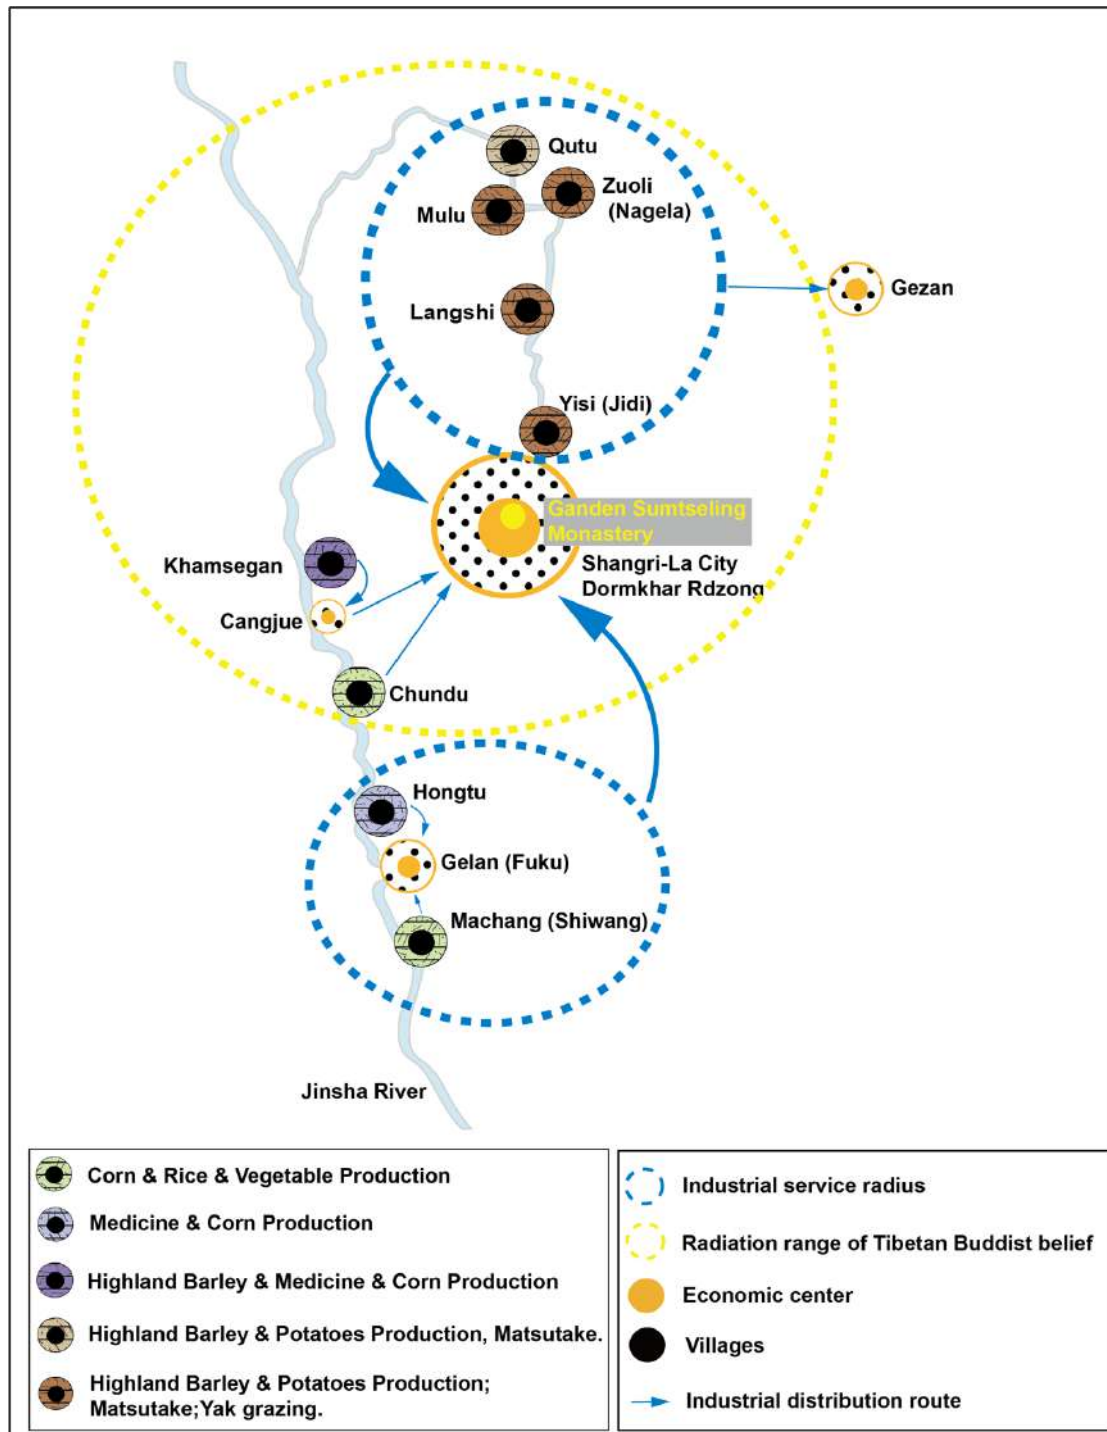 Qutu
Zuoli
(Nagela)
Mulu
Gezan
Langshi
Yisi (Jidi)
Ganden Sumtseling
Monastery
Shangri-La City
Dormkhar Rdzong
Khamsegan
Cangjue
Chundu
Hongtu
Gelan (Fuku)
Machang (Shiwang)
Jinsha River
Corn & Rice & Vegetable Production
Medicine & Corn Production
Highland Barley & Medicine & Corn Production
Highland Barley & Potatoes Production, Matsutake.
Highland Barley & Potatoes Production;
Matsutake;Yak grazing.
Industrial service radius
Radiation range of Tibetan Buddist belief
Economic center
Villages
Industrial distribution route